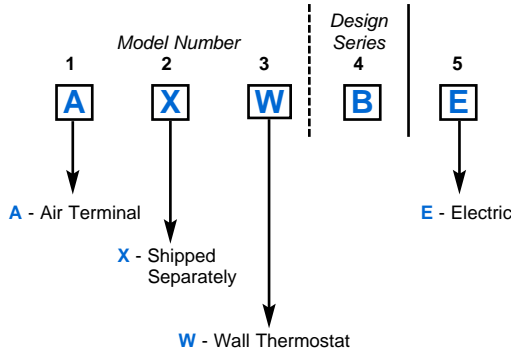 Model Number
Design
Series
1 2 3 4 5
A X W B E
A - Air Terminal
E - Electric
X - Shipped
Separately
W - Wall Thermostat